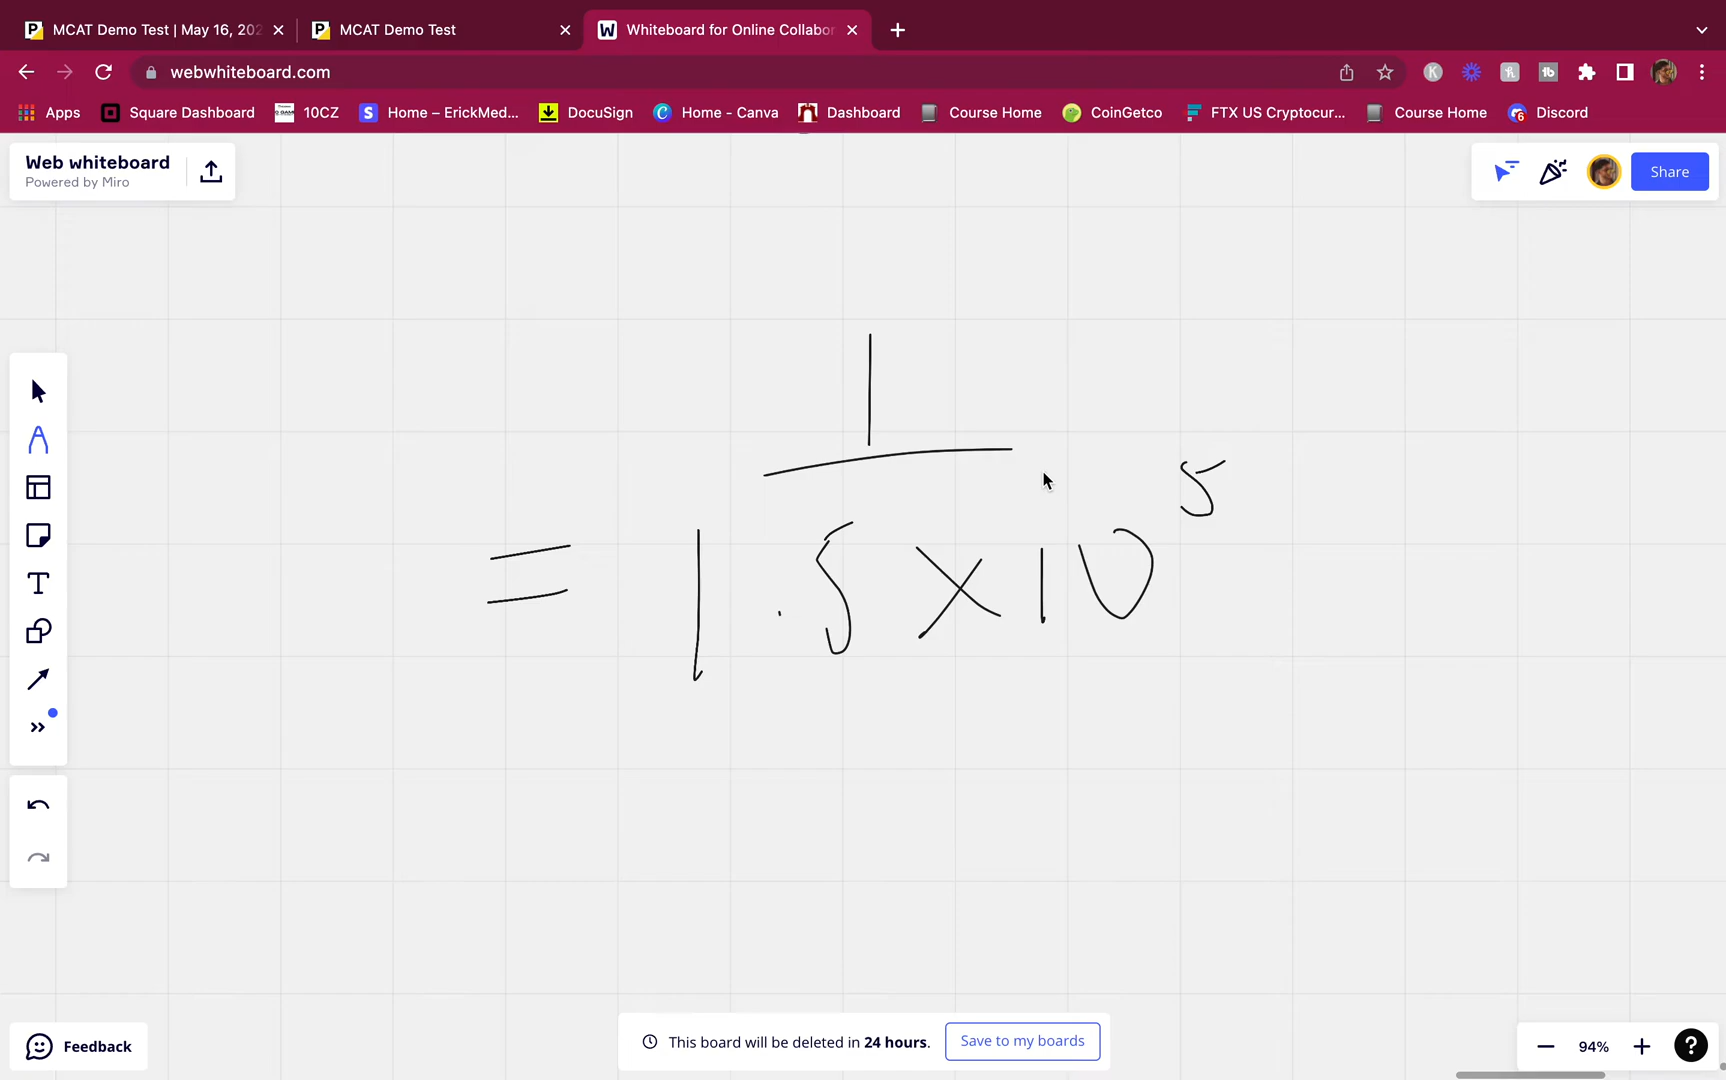 MCAT Demo Test | May 16, 202
MCAT Demo Test
Whiteboard for Online Collabor
webwhiteboard.com
Apps
Square Dashboard
10CZ
Home – ErickMed...
DocuSign
Home - Canva
Dashboard
Course Home
CoinGetco
FTX US Cryptocur...
Course Home
Discord
Web whiteboard
Powered by Miro
Share
1
= 1.5 x 10 5
Feedback
This board will be deleted in 24 hours.
Save to my boards
94%